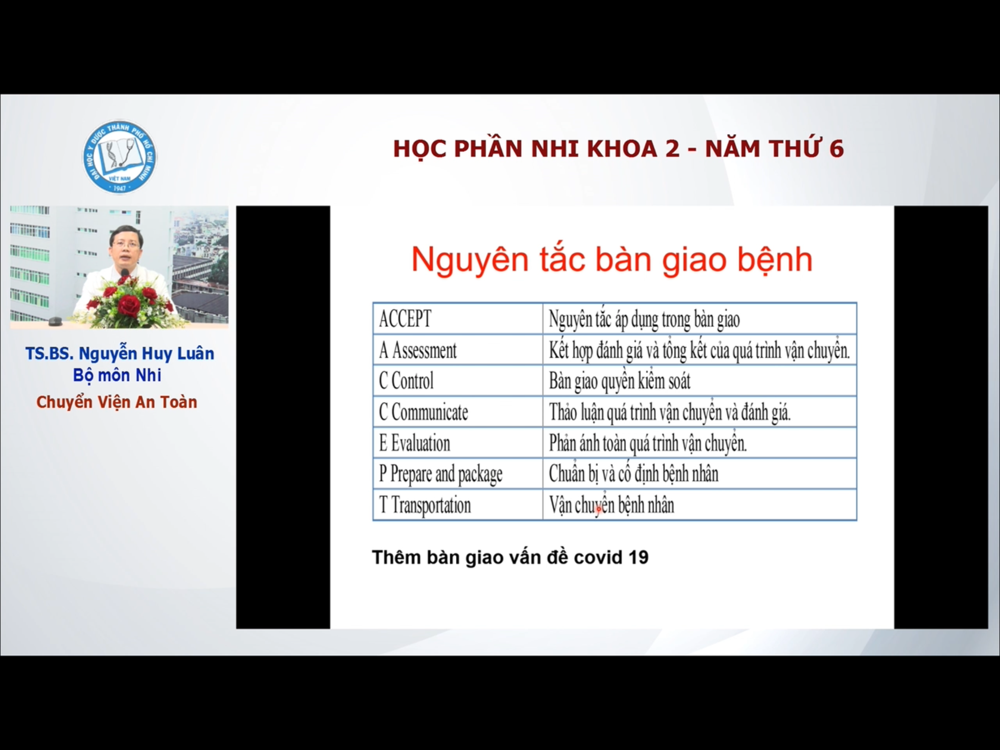 ĐẠI HỌC Y DƯỢC THÀNH PHỐ HỒ CHÍ MINH
VIỆT NAM
1947
HỌC PHẦN NHI KHOA 2 - NĂM THỨ 6
TS.BS. Nguyễn Huy Luân
Bộ môn Nhi
Chuyển Viện An Toàn
Nguyên tắc bàn giao bệnh
ACCEPT Nguyên tắc áp dụng trong bàn giao
A Assessment Kết hợp đánh giá và tổng kết của quá trình vận chuyển.
C Control Bàn giao quyền kiểm soát
C Communicate Thảo luận quá trình vận chuyển và đánh giá.
E Evaluation Phản ánh toàn quá trình vận chuyển.
P Prepare and package Chuẩn bị và cố định bệnh nhân
T Transportation Vận chuyển bệnh nhân
Thêm bàn giao vấn đề covid 19